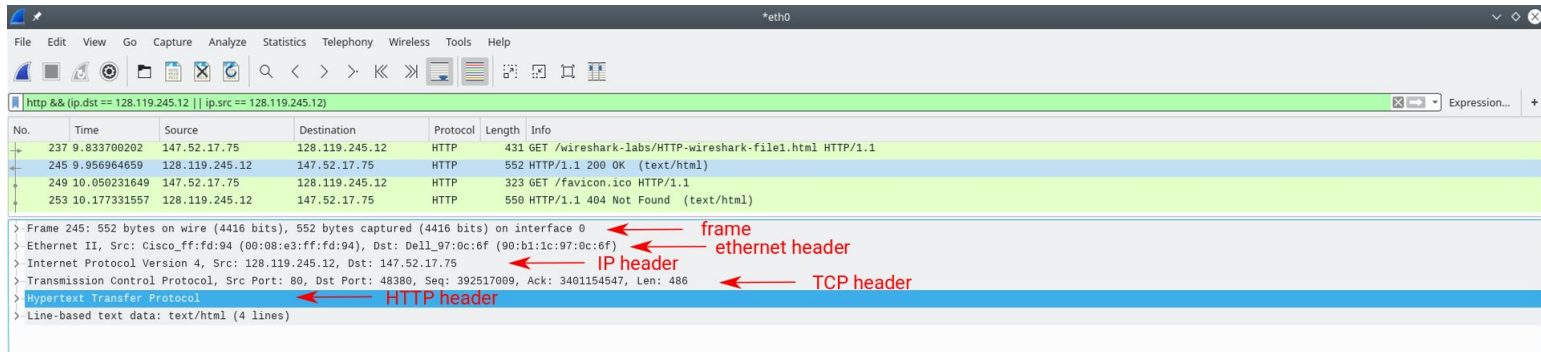 *eth0
File Edit View Go Capture Analyze Statistics Telephony Wireless Tools Help
http && (ip.dst == 128.119.245.12 || ip.src == 128.119.245.12) Expression... +
No. Time Source Destination Protocol Length Info
237 9.833700202 147.52.17.75 128.119.245.12 HTTP 431 GET /wireshark-labs/HTTP-wireshark-file1.html HTTP/1.1
245 9.956964659 128.119.245.12 147.52.17.75 HTTP 552 HTTP/1.1 200 OK (text/html)
249 10.050231649 147.52.17.75 128.119.245.12 HTTP 323 GET /favicon.ico HTTP/1.1
253 10.177331557 128.119.245.12 147.52.17.75 HTTP 550 HTTP/1.1 404 Not Found (text/html)
Frame 245: 552 bytes on wire (4416 bits), 552 bytes captured (4416 bits) on interface 0 frame
Ethernet II, Src: Cisco_ff:fd:94 (00:08:e3:ff:fd:94), Dst: Dell_97:0c:6f (90:b1:1c:97:0c:6f) ethernet header
Internet Protocol Version 4, Src: 128.119.245.12, Dst: 147.52.17.75 IP header
Transmission Control Protocol, Src Port: 80, Dst Port: 48380, Seq: 392517009, Ack: 3401154547, Len: 486 TCP header
Hypertext Transfer Protocol HTTP header
Line-based text data: text/html (4 lines)